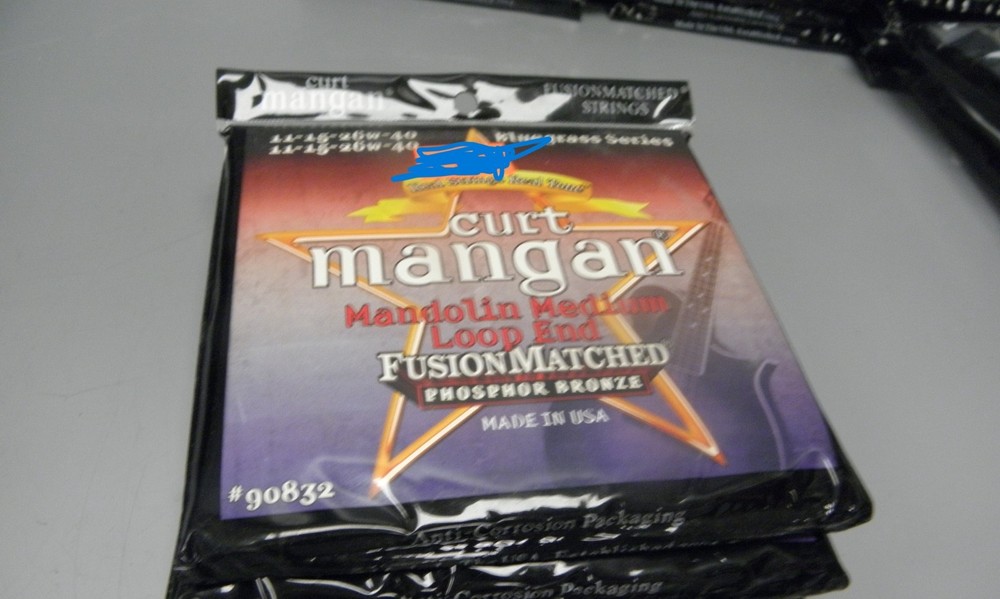 curt
mangan®
FUSIONMATCHED®
STRINGS
11-15-26w-40
11-15-26w-40
Bluegrass Series
curt
mangan®
Mandolin Medium
Loop End
FUSIONMATCHED
PHOSPHOR BRONZE
MADE IN USA
#90832
Anti-Corrosion Packaging
Packaging